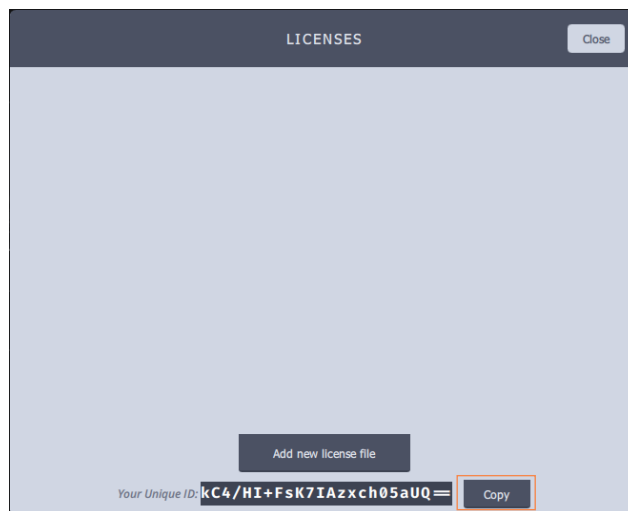 LICENSES
Close
Add new license file
Your Unique ID: kC4/HI+FsK7IAzxch05aUQ==
Copy